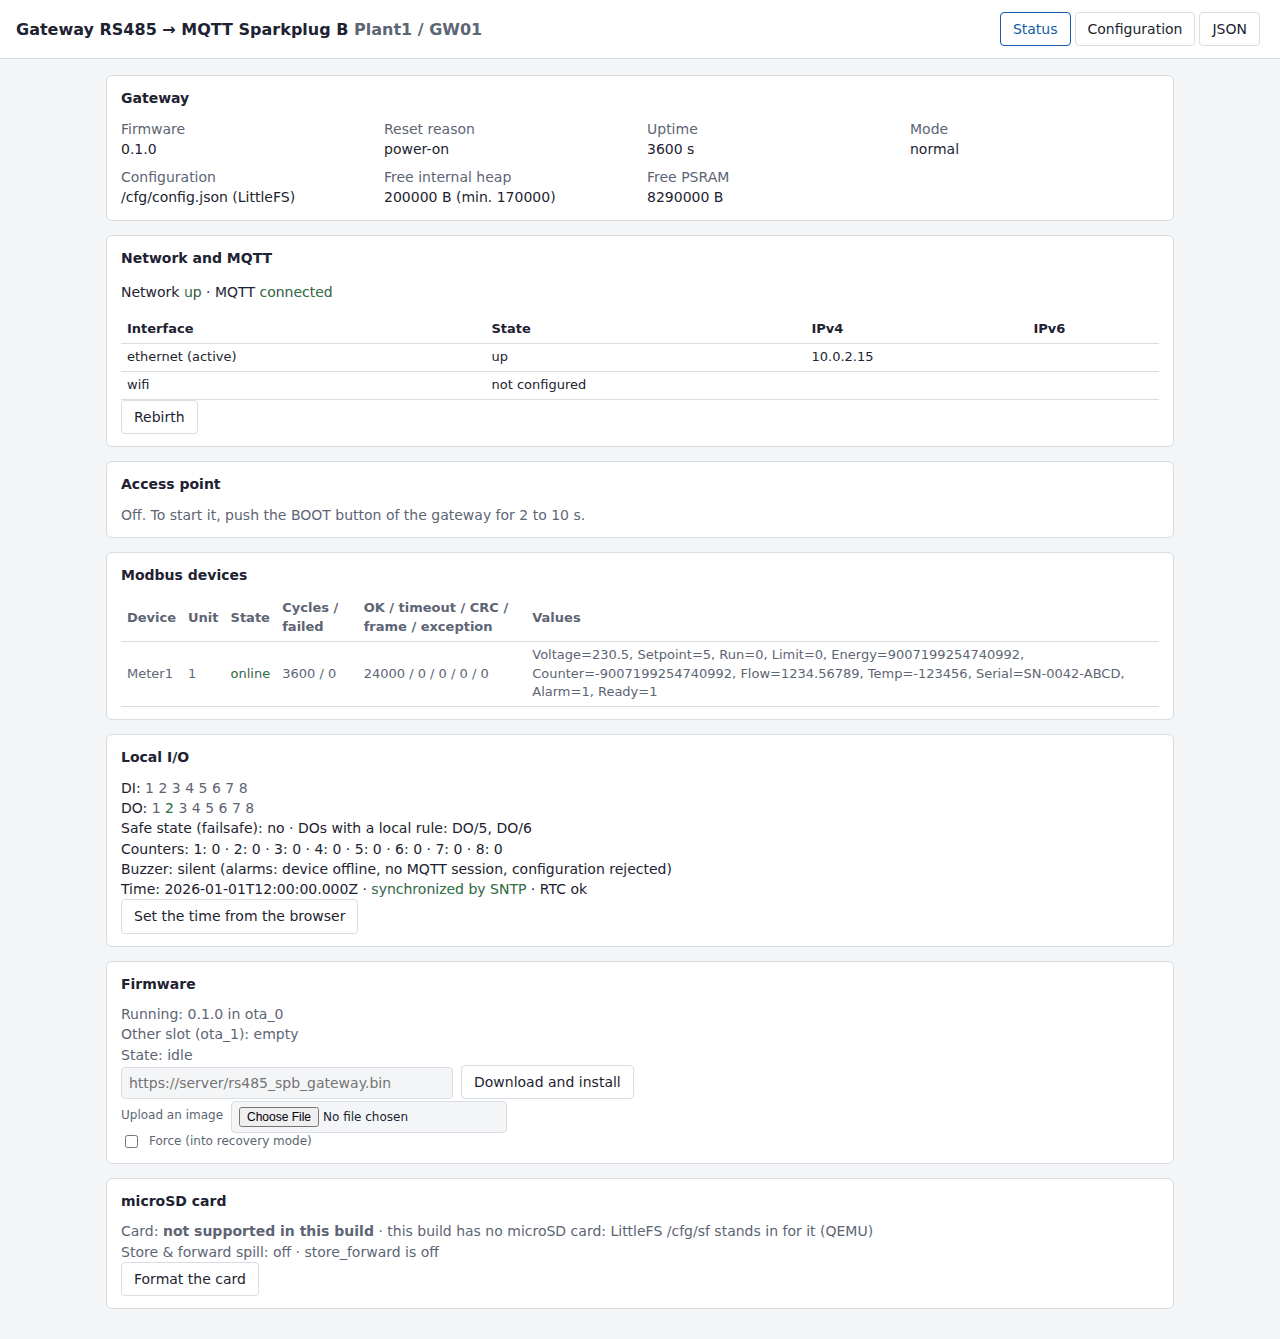 Gateway RS485 → MQTT Sparkplug B Plant1 / GW01
Status
Configuration
JSON
Gateway
Firmware
0.1.0
Reset reason
power-on
Uptime
3600 s
Mode
normal
Configuration
/cfg/config.json (LittleFS)
Free internal heap
200000 B (min. 170000)
Free PSRAM
8290000 B
Network and MQTT
Network up · MQTT connected
Interface State IPv4 IPv6
ethernet (active) up 10.0.2.15
wifi not configured
Rebirth
Access point
Off. To start it, push the BOOT button of the gateway for 2 to 10 s.
Modbus devices
Device Unit State Cycles / failed OK / timeout / CRC / frame / exception Values
Meter1 1 online 3600 / 0 24000 / 0 / 0 / 0 / 0 Voltage=230.5, Setpoint=5, Run=0, Limit=0, Energy=9007199254740992,
Counter=-9007199254740992, Flow=1234.56789, Temp=-123456, Serial=SN-0042-ABCD,
Alarm=1, Ready=1
Local I/O
DI: 1 2 3 4 5 6 7 8
DO: 1 2 3 4 5 6 7 8
Safe state (failsafe): no · DOs with a local rule: DO/5, DO/6
Counters: 1: 0 · 2: 0 · 3: 0 · 4: 0 · 5: 0 · 6: 0 · 7: 0 · 8: 0
Buzzer: silent (alarms: device offline, no MQTT session, configuration rejected)
Time: 2026-01-01T12:00:00.000Z · synchronized by SNTP · RTC ok
Set the time from the browser
Firmware
Running: 0.1.0 in ota_0
Other slot (ota_1): empty
State: idle
https://server/rs485_spb_gateway.bin
Download and install
Upload an image Choose File No file chosen
Force (into recovery mode)
microSD card
Card: not supported in this build · this build has no microSD card: LittleFS /cfg/sf stands in for it (QEMU)
Store & forward spill: off · store_forward is off
Format the card